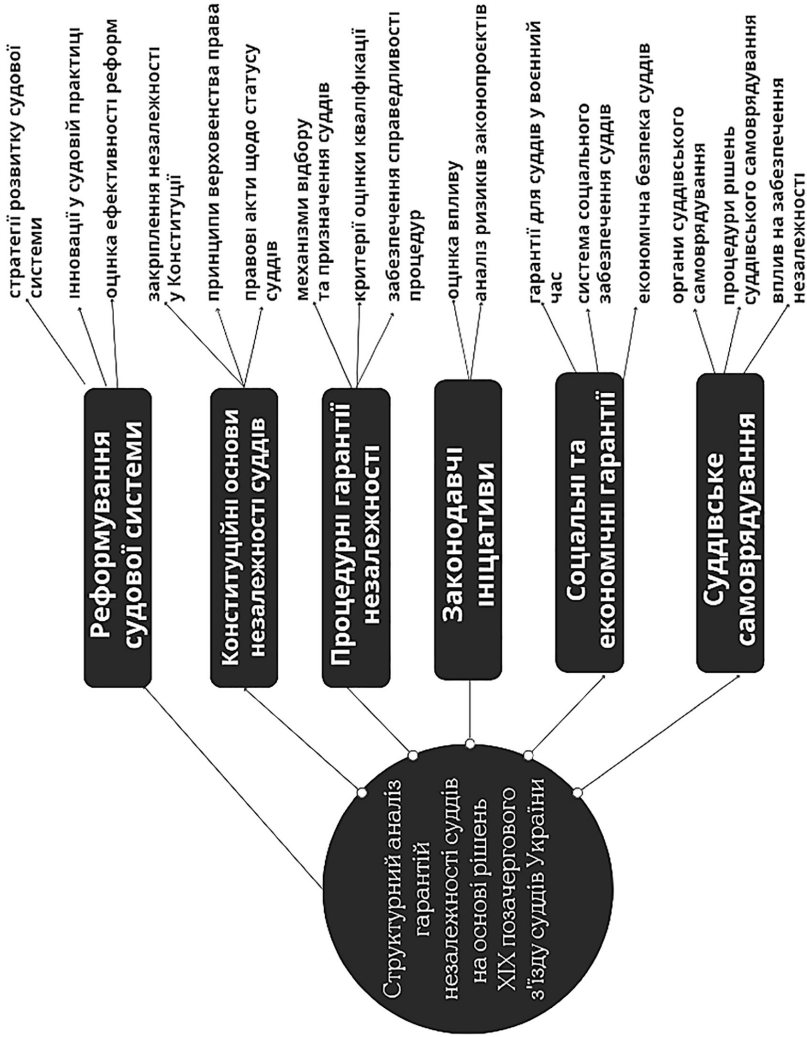 Структурний аналіз
гарантій
незалежності суддів
на основі рішень
XIX позачергового
з'їзду суддів України
Реформування
судової системи
стратегії розвитку судової
системи
інновації у судовій практиці
оцінка ефективності реформ
Конституційні основи
незалежності суддів
закріплення незалежності
у Конституції
принципи верховенства права
правові акти щодо статусу
суддів
Процедурні гарантії
незалежності
механізми відбору
та призначення суддів
критерії оцінки кваліфікації
забезпечення справедливості
процедур
Законодавчі
ініціативи
оцінка впливу
аналіз ризиків законопроєктів
Соціальні та
економічні гарантії
гарантії для суддів у воєнний
час
система соціального
забезпечення суддів
економічна безпека суддів
Суддівське
самоврядування
органи суддівського
самоврядування
процедури рішень
суддівського самоврядування
вплив на забезпечення
незалежності